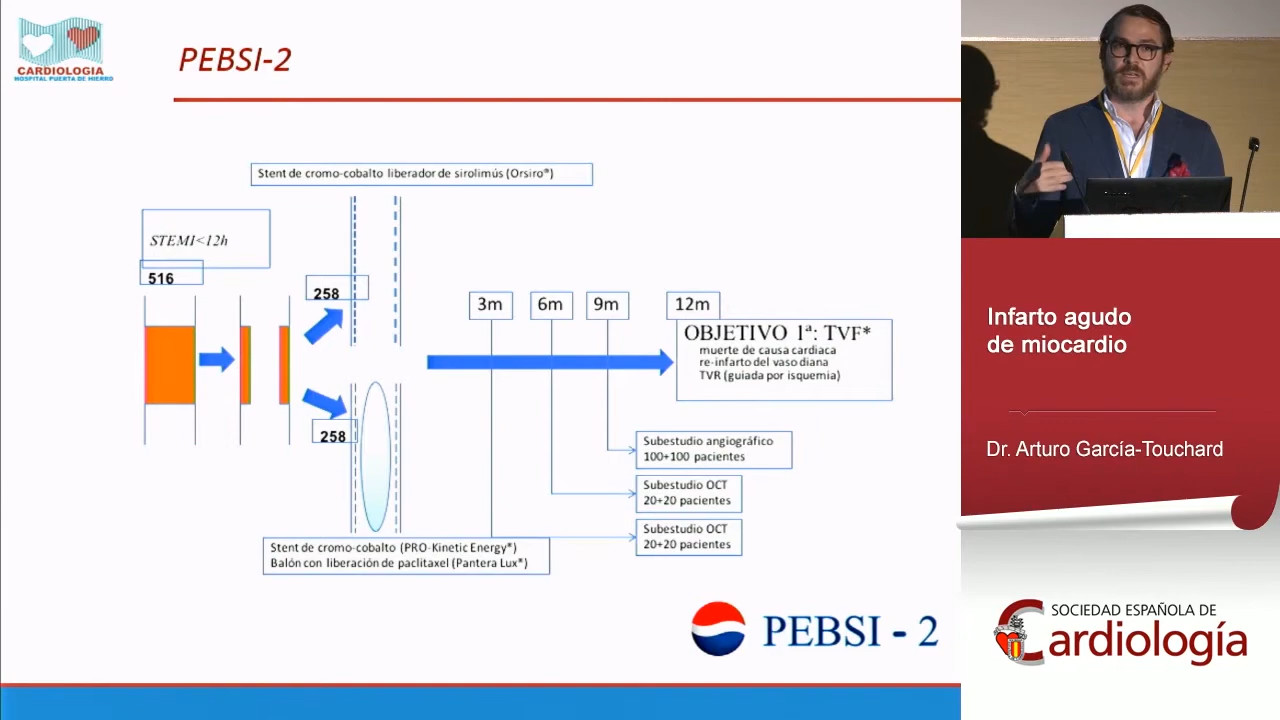 CARDIOLOGIA
HOSPITAL PUERTA DE HIERRO
PEBSI-2
Stent de cromo-cobalto liberador de sirolimús (Orsiro®)
STEMI<12h
516
258
3m
6m
9m
12m
OBJETIVO 1ª: TVF*
muerte de causa cardiaca
re-infarto del vaso diana
TVR (guiada por isquemia)
258
Subestudio angiográfico
100+100 pacientes
Subestudio OCT
20+20 pacientes
Subestudio OCT
20+20 pacientes
Stent de cromo-cobalto (PRO-Kinetic Energy®)
Balón con liberación de paclitaxel (Pantera Lux®)
PEBSI - 2
Infarto agudo
de miocardio
Dr. Arturo García-Touchard
SOCIEDAD ESPAÑOLA DE
Cardiología